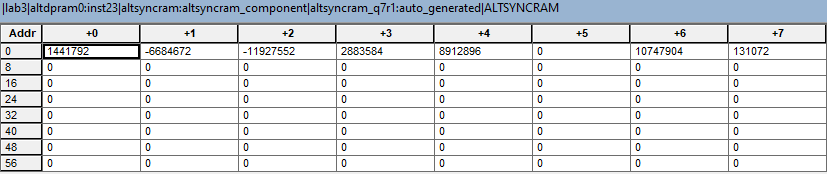 |lab3|altdpram0:inst23|altsyncram:altsyncram_component|altsyncram_q7r1:auto_generated|ALTSYNCRAM
Addr +0 +1 +2 +3 +4 +5 +6 +7
0 1441792 -6684672 -11927552 2883584 8912896 0 10747904 131072
8 0 0 0 0 0 0 0 0
16 0 0 0 0 0 0 0 0
24 0 0 0 0 0 0 0 0
32 0 0 0 0 0 0 0 0
40 0 0 0 0 0 0 0 0
48 0 0 0 0 0 0 0 0
56 0 0 0 0 0 0 0 0